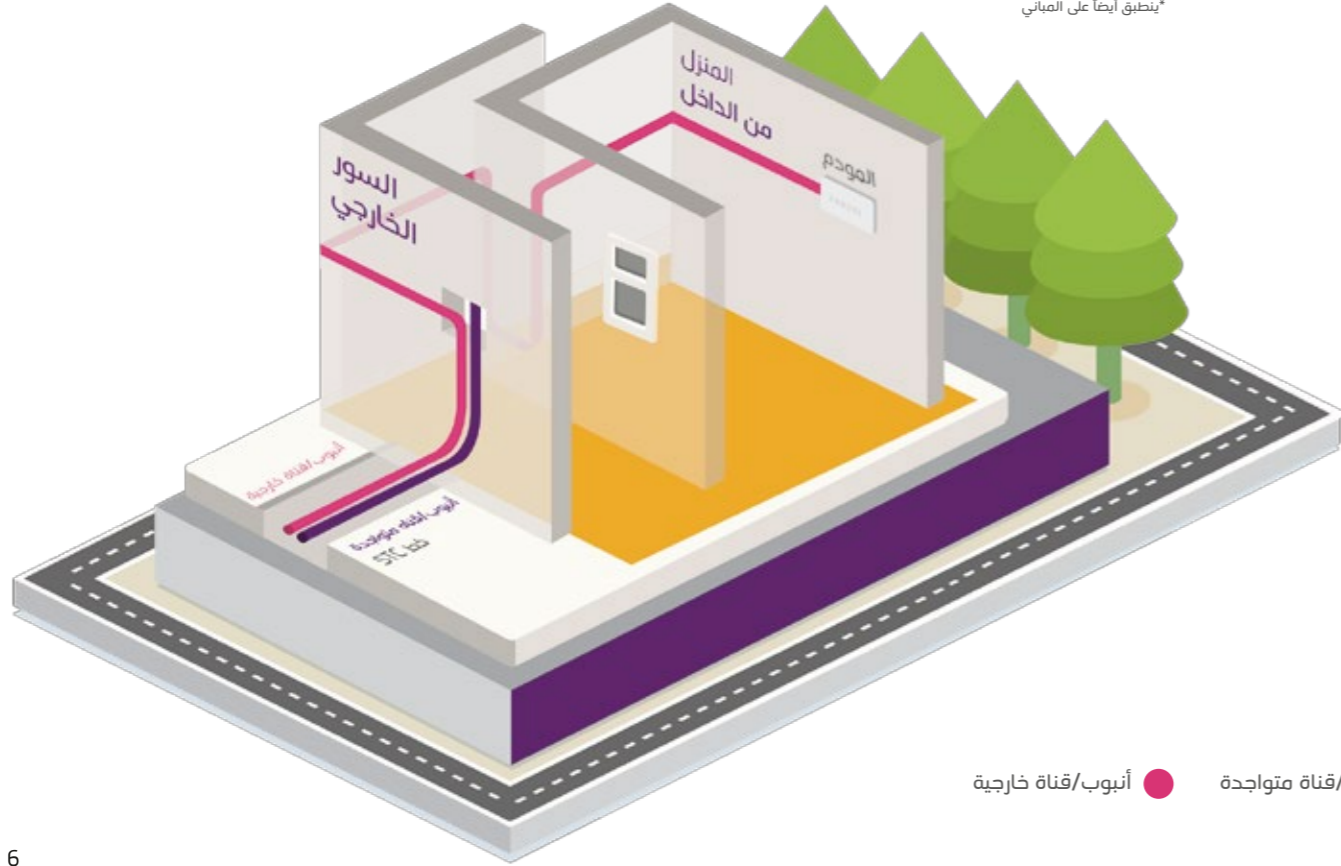 *ينطبق أيضاً على المباني
المنزل
من الداخل
المودم
السور
الخارجي
أنبوب/قناة خارجية
أنبوب/قناه متواجدة
خط STC
/قناة متواجدة
أنبوب/قناة خارجية
6